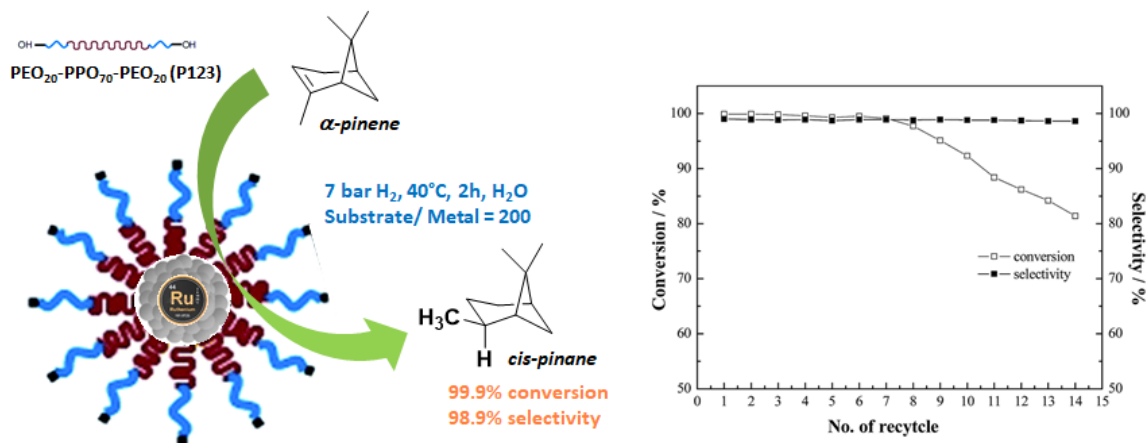 OH
OH
PEO₂₀-PPO₇₀-PEO₂₀ (P123)
α-pinene
7 bar H₂, 40°C, 2h, H₂O
Substrate/ Metal = 200
44
Ru
Ruthenium
H₃C
H
cis-pinane
99.9% conversion
98.9% selectivity
Conversion / %
100
90
80
70
60
50
conversion
selectivity
100
90
80
70
60
50
Selectivity / %
0 1 2 3 4 5 6 7 8 9 10 11 12 13 14 15
No. of recytcle